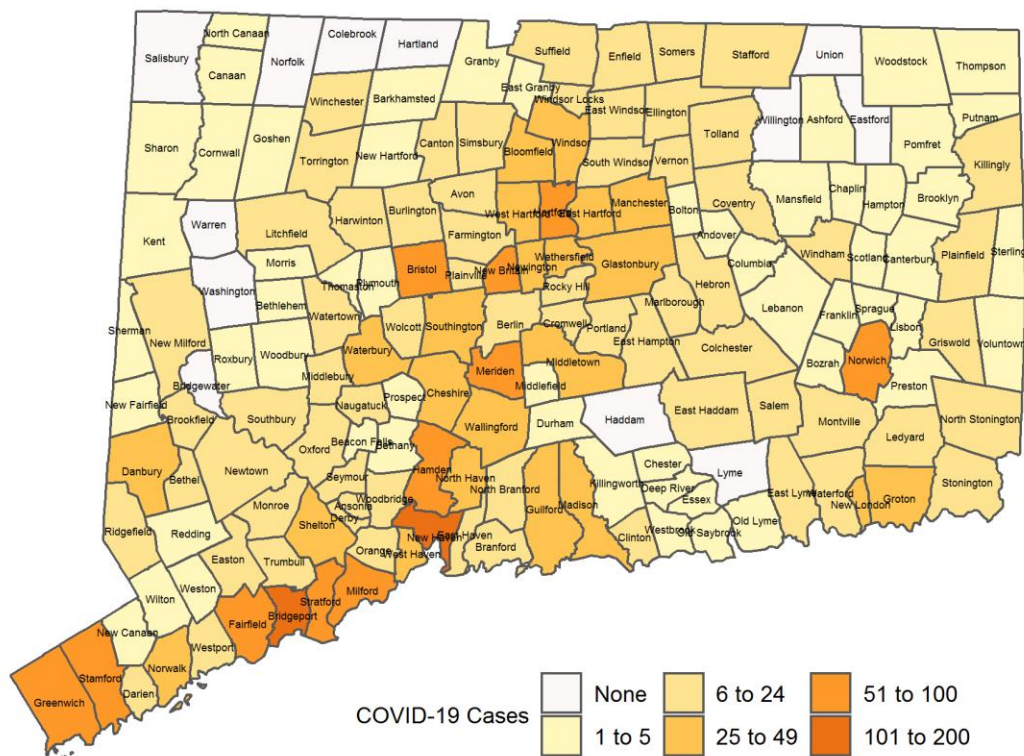 North Canaan
Colebrook
Hartland
Salisbury
Norfolk
Canaan
Granby
Suffield
Enfield
Somers
Stafford
Union
Woodstock
Thompson
East Granby
Winchester
Barkhamsted
Windsor Locks
East Windsor
Ellington
Willington
Ashford
Eastford
Putnam
Sharon
Cornwall
Goshen
Torrington
New Hartford
Canton
Simsbury
Bloomfield
Windsor
South Windsor
Vernon
Tolland
Pomfret
Killingly
Kent
Warren
Litchfield
Harwinton
Burlington
Avon
West Hartford
Hartford
East Hartford
Manchester
Bolton
Coventry
Mansfield
Chaplin
Hampton
Brooklyn
Farmington
Andover
Morris
Bristol
Plainville
New Britain
Newington
Wethersfield
Glastonbury
Hebron
Columbia
Windham
Scotland
Canterbury
Plainfield
Sterling
Washington
Bethlehem
Thomaston
Plymouth
Rocky Hill
Marlborough
Sherman
New Milford
Watertown
Wolcott
Southington
Berlin
Cromwell
Portland
East Hampton
Colchester
Lebanon
Franklin
Sprague
Lisbon
Griswold
Voluntown
Roxbury
Woodbury
Waterbury
Middlebury
Meriden
Middletown
Bozrah
Norwich
Bridgewater
Preston
New Fairfield
Brookfield
Southbury
Naugatuck
Prospect
Cheshire
Middlefield
Wallingford
Durham
Haddam
East Haddam
Salem
Montville
North Stonington
Ledyard
Danbury
Bethel
Newtown
Oxford
Beacon Falls
Bethany
Hamden
North Haven
Seymour
Woodbridge
North Branford
Guilford
Madison
Killingworth
Chester
Deep River
Essex
Lyme
East Lyme
Waterford
New London
Groton
Stonington
Ridgefield
Redding
Monroe
Shelton
Ansonia
Derby
New Haven
East Haven
Branford
Clinton
Westbrook
Old Saybrook
Old Lyme
Orange
West Haven
Easton
Trumbull
Wilton
Weston
Stratford
Milford
Fairfield
Bridgeport
New Canaan
Westport
Norwalk
Darien
Stamford
Greenwich
COVID-19 Cases
None
6 to 24
51 to 100
1 to 5
25 to 49
101 to 200